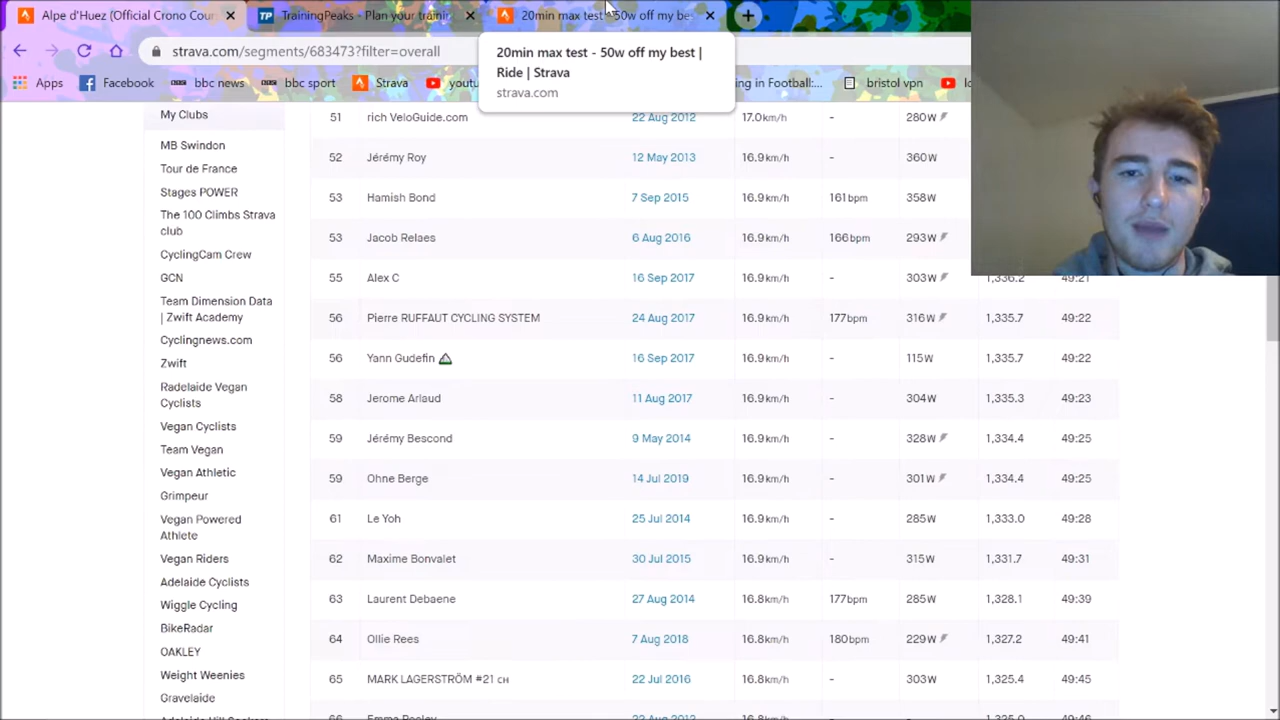 Alpe d'Huez (Official Crono Cour
TrainingPeaks - Plan your trainin
20min max test - 50w off my bes
strava.com/segments/683473?filter=overall
20min max test - 50w off my best |
Ride | Strava
strava.com
Apps
Facebook
bbc news
bbc sport
Strava
youtu
ing in Football:...
bristol vpn
My Clubs
MB Swindon
Tour de France
Stages POWER
The 100 Climbs Strava
club
CyclingCam Crew
GCN
Team Dimension Data
| Zwift Academy
Cyclingnews.com
Zwift
Radelaide Vegan
Cyclists
Vegan Cyclists
Team Vegan
Vegan Athletic
Grimpeur
Vegan Powered
Athlete
Vegan Riders
Adelaide Cyclists
Wiggle Cycling
BikeRadar
OAKLEY
Weight Weenies
Gravelaide
51 rich VeloGuide.com 22 Aug 2012 17.0km/h - 280W
52 Jérémy Roy 12 May 2013 16.9km/h - 360W
53 Hamish Bond 7 Sep 2015 16.9km/h 161bpm 358W
53 Jacob Relaes 6 Aug 2016 16.9km/h 166bpm 293W
55 Alex C 16 Sep 2017 16.9km/h - 303W 1,336.2 49:21
56 Pierre RUFFAUT CYCLING SYSTEM 24 Aug 2017 16.9km/h 177bpm 316W 1,335.7 49:22
56 Yann Gudefin 16 Sep 2017 16.9km/h - 115W 1,335.7 49:22
58 Jerome Arlaud 11 Aug 2017 16.9km/h - 304W 1,335.3 49:23
59 Jérémy Bescond 9 May 2014 16.9km/h - 328W 1,334.4 49:25
59 Ohne Berge 14 Jul 2019 16.9km/h - 301W 1,334.4 49:25
61 Le Yoh 25 Jul 2014 16.9km/h - 285W 1,333.0 49:28
62 Maxime Bonvalet 30 Jul 2015 16.9km/h - 315W 1,331.7 49:31
63 Laurent Debaene 27 Aug 2014 16.8km/h 177bpm 285W 1,328.1 49:39
64 Ollie Rees 7 Aug 2018 16.8km/h 180bpm 229W 1,327.2 49:41
65 MARK LAGERSTRÖM #21 CH 22 Jul 2016 16.8km/h - 303W 1,325.4 49:45